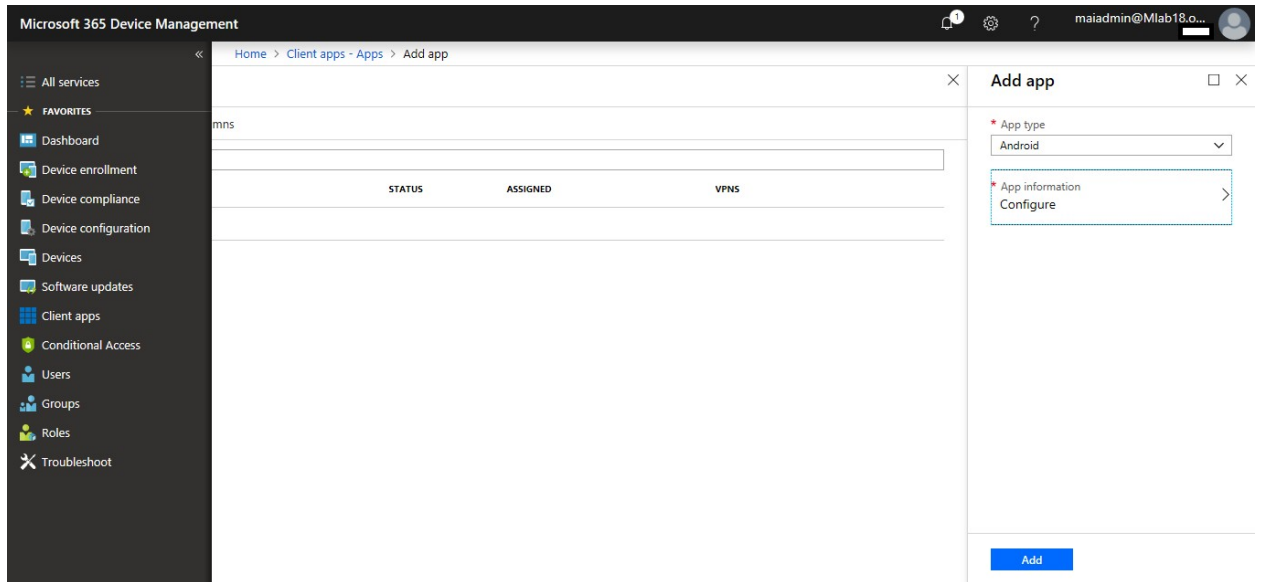 Microsoft 365 Device Management
1
?
maiadmin@Mlab18.o...
«
Home > Client apps - Apps > Add app
All services
FAVORITES
Dashboard
Device enrollment
Device compliance
Device configuration
Devices
Software updates
Client apps
Conditional Access
Users
Groups
Roles
Troubleshoot
mns
STATUS ASSIGNED VPNS
Add app
* App type
Android
* App information
Configure
Add